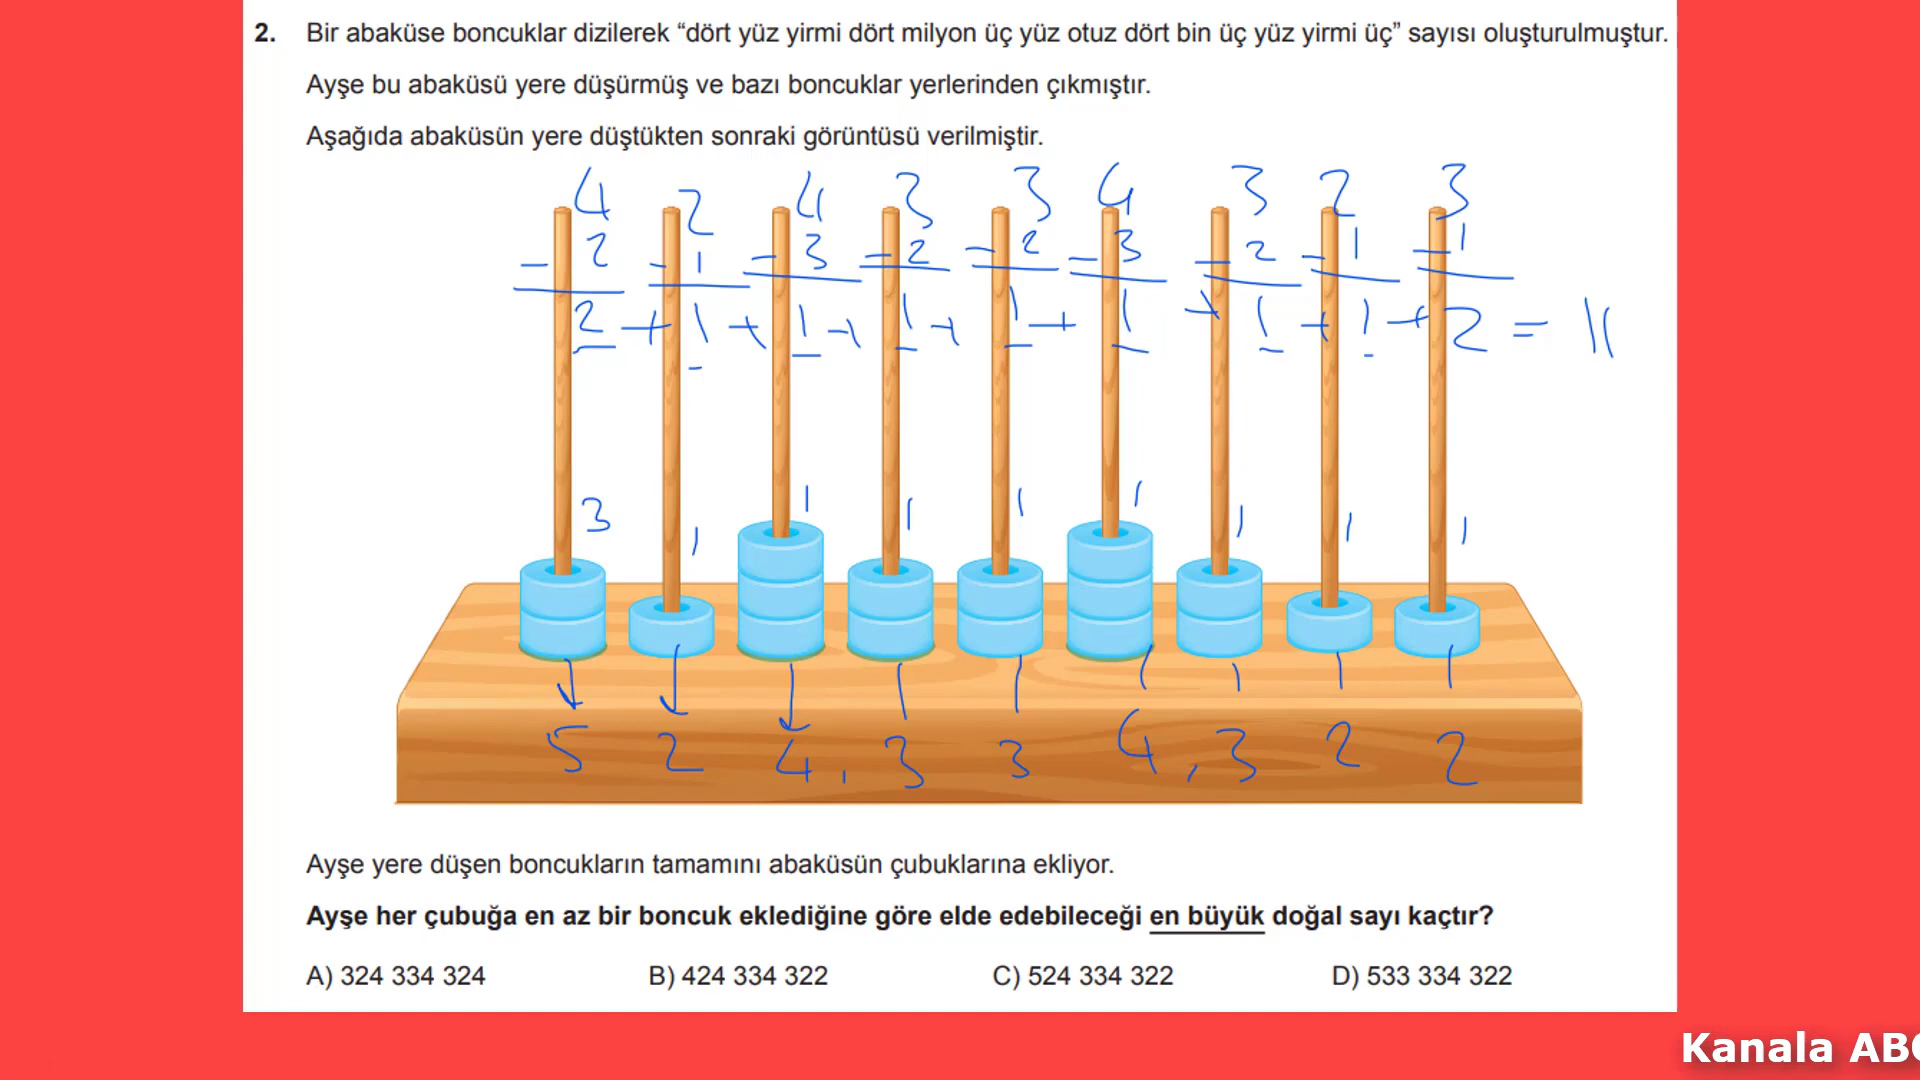 2. Bir abaküse boncuklar dizilerek “dört yüz yirmi dört milyon üç yüz otuz dört bin üç yüz yirmi üç” sayısı oluşturulmuştur.
Ayşe bu abaküsü yere düşürmüş ve bazı boncuklar yerlerinden çıkmıştır.
Aşağıda abaküsün yere düştükten sonraki görüntüsü verilmiştir.
4 2 4 3 3 4 3 2 3
- 2 - 1 - 3 - 2 - 2 - 3 - 2 - 1 - 1
2 + 1 + 1 + 1 + 1 + 1 + 1 + 1 + 2 = 11
3 1 1 1 1 1 1 1 1
5 2 4, 3 3 4, 3 2 2
Ayşe yere düşen boncukların tamamını abaküsün çubuklarına ekliyor.
Ayşe her çubuğa en az bir boncuk eklediğine göre elde edebileceği en büyük doğal sayı kaçtır?
A) 324 334 324 B) 424 334 322 C) 524 334 322 D) 533 334 322
Kanala